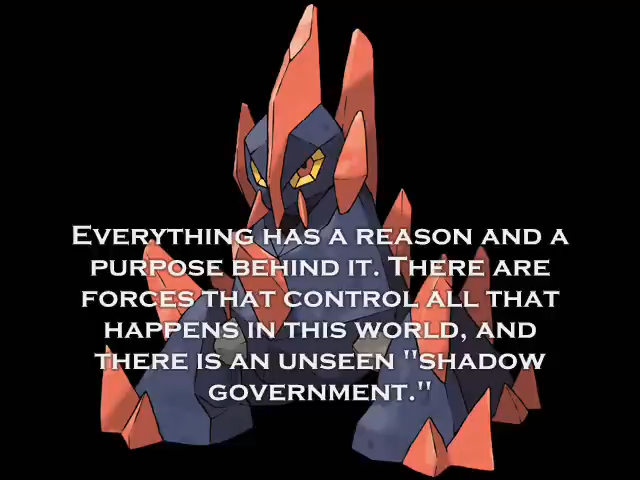 Everything has a reason and a
purpose behind it. There are
forces that control all that
happens in this world, and
there is an unseen "shadow
government."